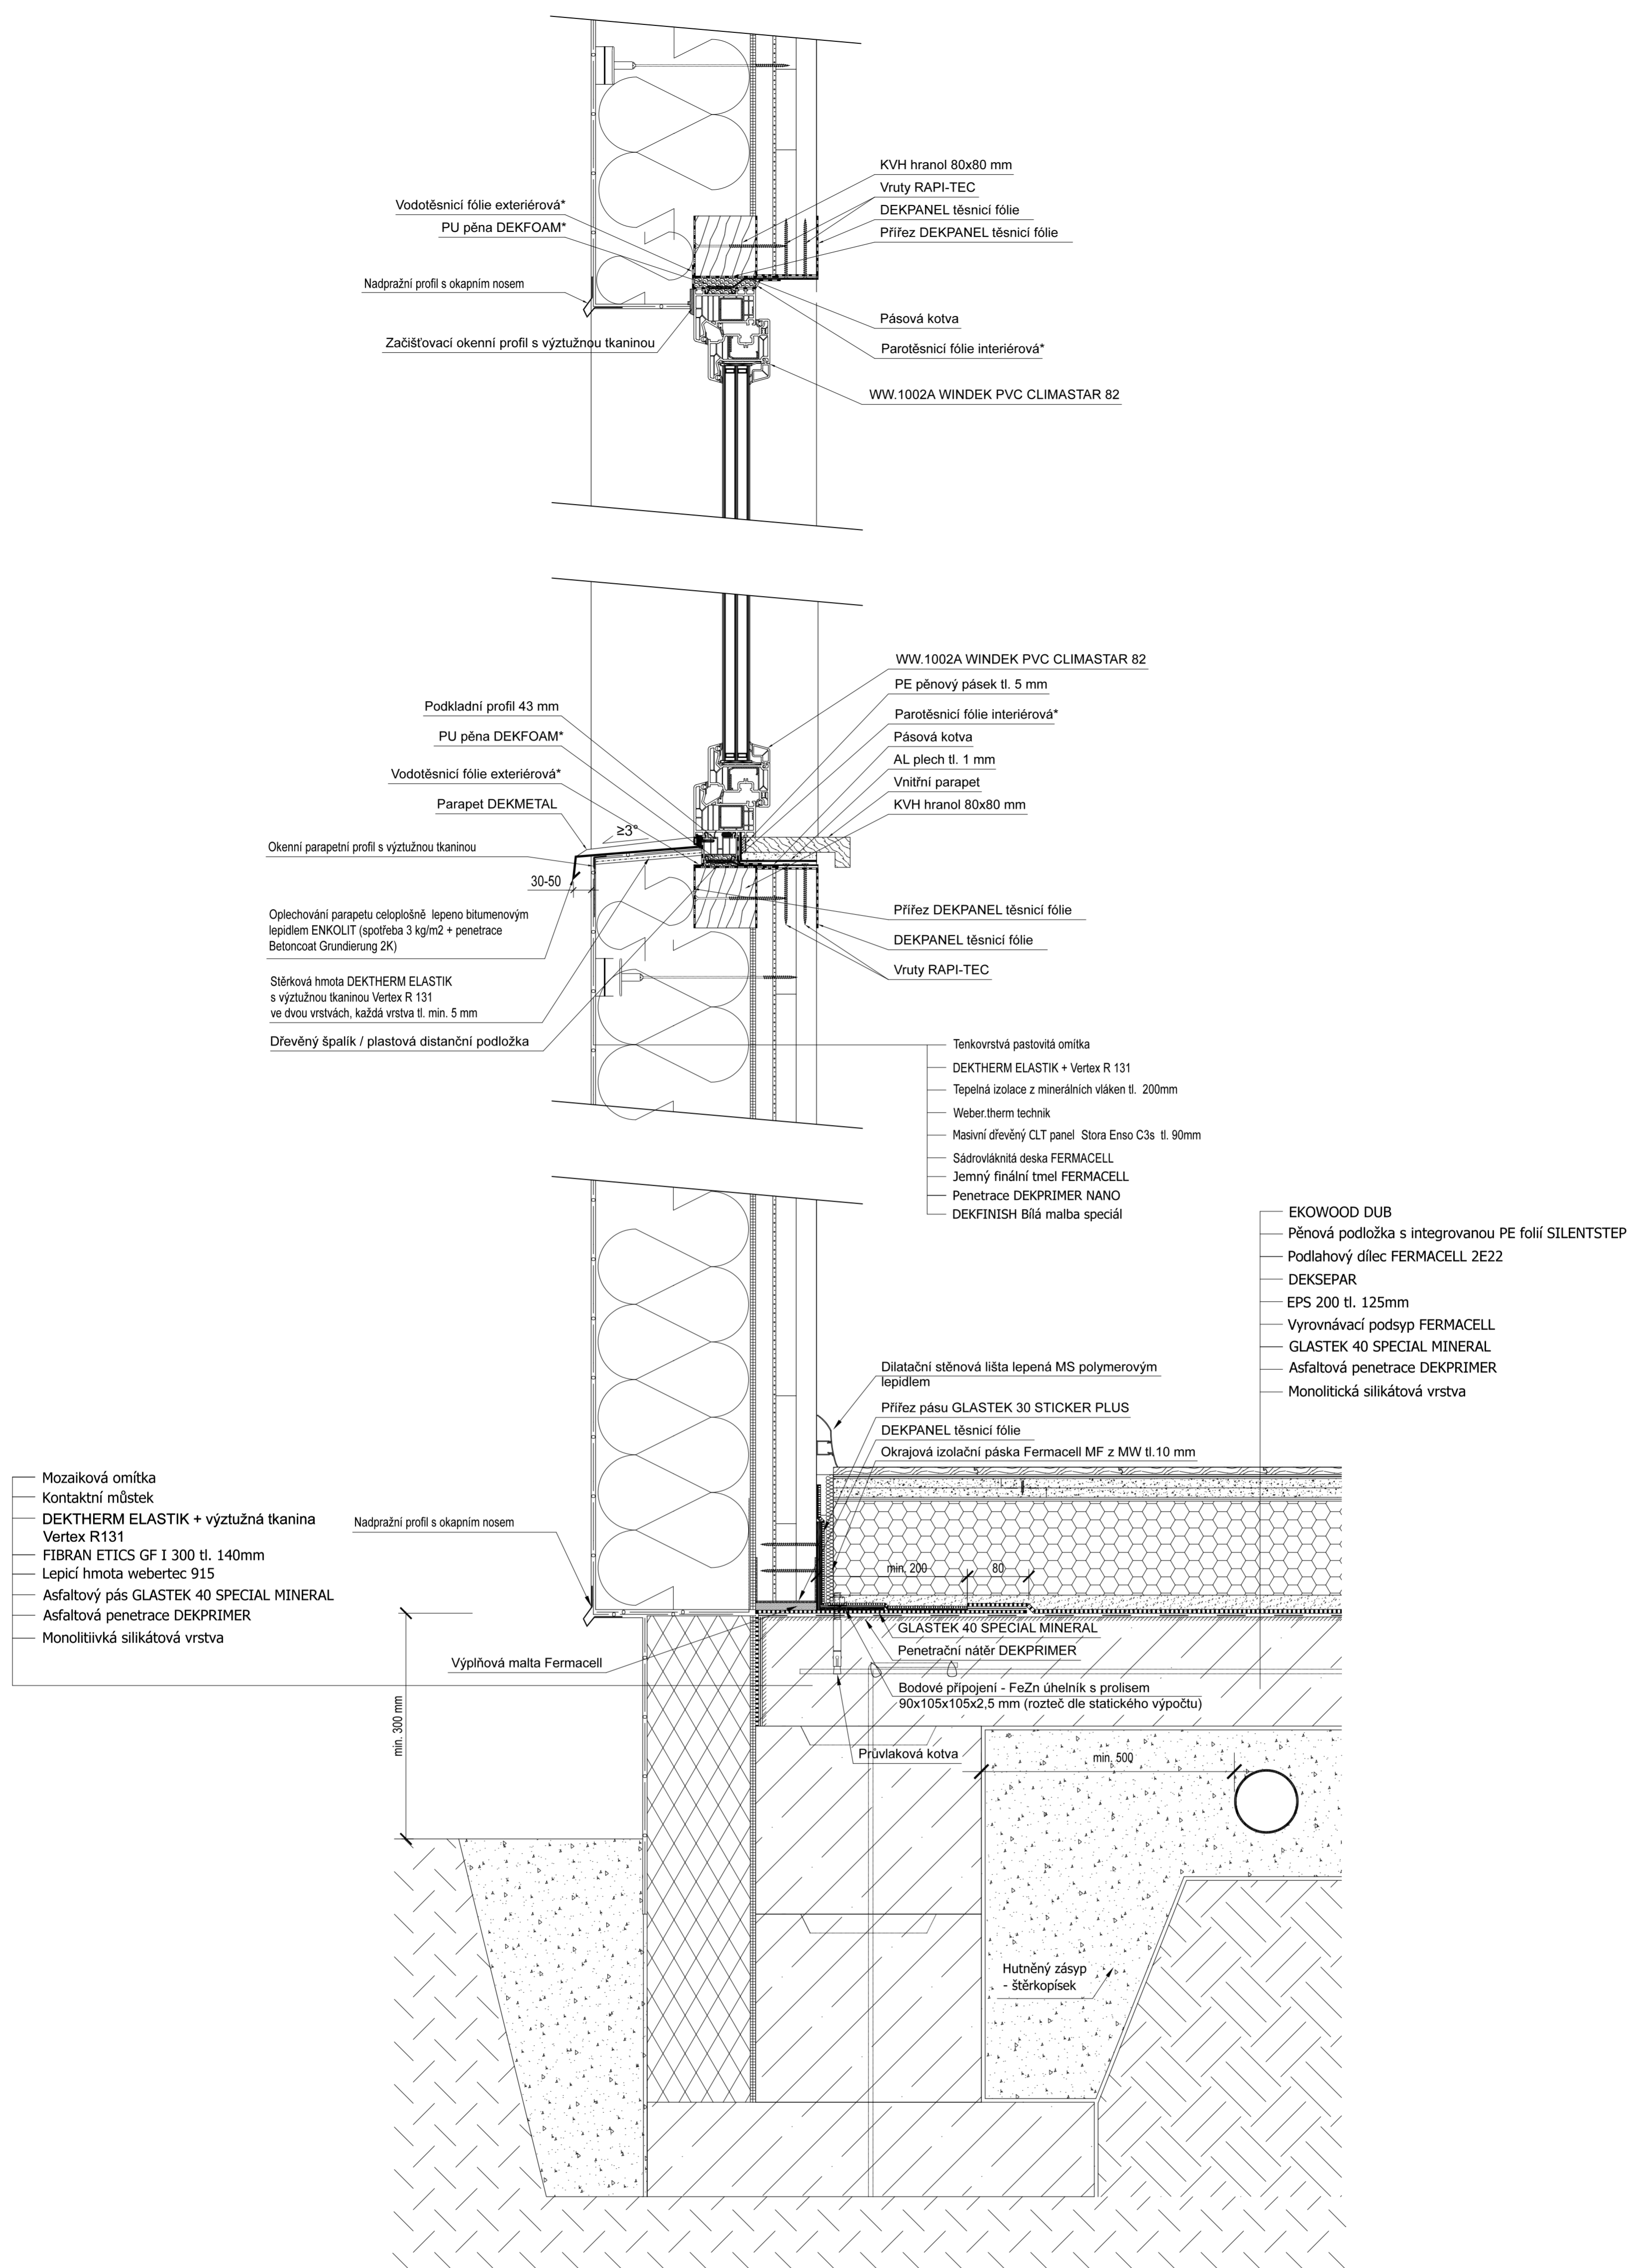 KVH hranol 80x80 mm
Vruty RAPI-TEC
Vodotěsnicí fólie exteriérová*
DEKPANEL těsnicí fólie
PU pěna DEKFOAM*
Přířez DEKPANEL těsnicí fólie
Nadpražní profil s okapním nosem
Pásová kotva
Začišťovací okenní profil s výztužnou tkaninou
Parotěsnicí fólie interiérová*
WW.1002A WINDEK PVC CLIMASTAR 82
WW.1002A WINDEK PVC CLIMASTAR 82
PE pěnový pásek tl. 5 mm
Podkladní profil 43 mm
Parotěsnicí fólie interiérová*
PU pěna DEKFOAM*
Pásová kotva
AL plech tl. 1 mm
Vodotěsnicí fólie exteriérová*
Vnitřní parapet
Parapet DEKMETAL
KVH hranol 80x80 mm
≥3°
Okenní parapetní profil s výztužnou tkaninou
30-50
Oplechování parapetu celoplošně lepeno bitumenovým
lepidlem ENKOLIT (spotřeba 3 kg/m2 + penetrace
Betoncoat Grundierung 2K)
Přířez DEKPANEL těsnicí fólie
DEKPANEL těsnicí fólie
Vruty RAPI-TEC
Stěrková hmota DEKTHERM ELASTIK
s výztužnou tkaninou Vertex R 131
ve dvou vrstvách, každá vrstva tl. min. 5 mm
Dřevěný špalík / plastová distanční podložka
Tenkovrstvá pastovitá omítka
DEKTHERM ELASTIK + Vertex R 131
Tepelná izolace z minerálních vláken tl. 200mm
Weber.therm technik
Masivní dřevěný CLT panel Stora Enso C3s tl. 90mm
Sádrovláknitá deska FERMACELL
Jemný finální tmel FERMACELL
Penetrace DEKPRIMER NANO
DEKFINISH Bílá malba speciál
EKOWOOD DUB
Pěnová podložka s integrovanou PE folií SILENTSTEP
Podlahový dílec FERMACELL 2E22
DEKSEPAR
EPS 200 tl. 125mm
Vyrovnávací podsyp FERMACELL
GLASTEK 40 SPECIAL MINERAL
Asfaltová penetrace DEKPRIMER
Monolitická silikátová vrstva
Dilatační stěnová lišta lepená MS polymerovým
lepidlem
Přířez pásu GLASTEK 30 STICKER PLUS
DEKPANEL těsnicí fólie
Okrajová izolační páska Fermacell MF z MW tl.10 mm
Mozaiková omítka
Kontaktní můstek
DEKTHERM ELASTIK + výztužná tkanina
Vertex R131
FIBRAN ETICS GF I 300 tl. 140mm
Lepicí hmota webertec 915
Asfaltový pás GLASTEK 40 SPECIAL MINERAL
Asfaltová penetrace DEKPRIMER
Monolitiivká silikátová vrstva
Nadpražní profil s okapním nosem
min. 200
80
GLASTEK 40 SPECIAL MINERAL
Penetrační nátěr DEKPRIMER
Výplňová malta Fermacell
Bodové připojení - FeZn úhelník s prolisem
90x105x105x2,5 mm (rozteč dle statického výpočtu)
min. 300 mm
Průvlaková kotva
min. 500
Hutněný zásyp
- štěrkopísek